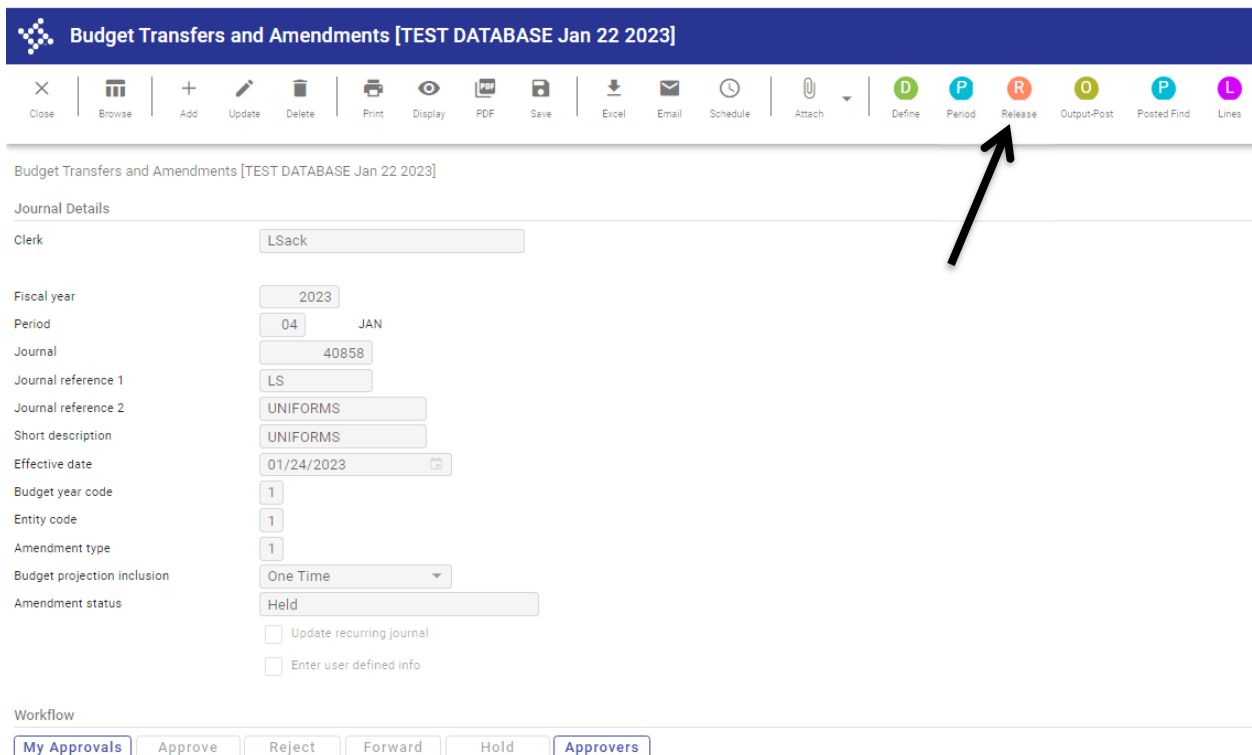 Budget Transfers and Amendments [TEST DATABASE Jan 22 2023]
PDF D P R O P L
Close Browse Add Update Delete Print Display PDF Save Excel Email Schedule Attach Define Period Release Output-Post Posted Find Lines
Budget Transfers and Amendments [TEST DATABASE Jan 22 2023]
Journal Details
Clerk LSack
Fiscal year 2023
Period 04 JAN
Journal 40858
Journal reference 1 LS
Journal reference 2 UNIFORMS
Short description UNIFORMS
Effective date 01/24/2023
Budget year code 1
Entity code 1
Amendment type 1
Budget projection inclusion One Time
Amendment status Held
Update recurring journal
Enter user defined info
Workflow
My Approvals Approve Reject Forward Hold Approvers